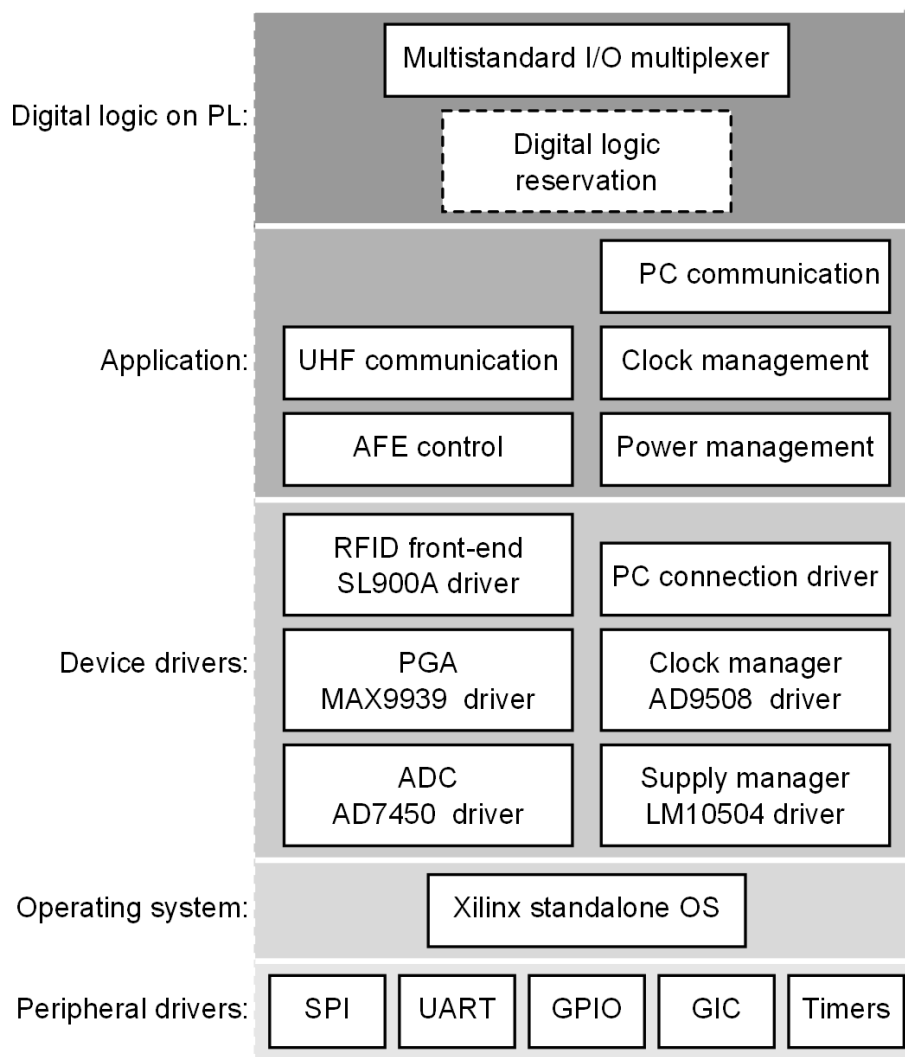 Multistandard I/O multiplexer
Digital logic on PL:
Digital logic
reservation
PC communication
Application:
UHF communication
Clock management
AFE control
Power management
RFID front-end
SL900A driver
PC connection driver
Device drivers:
PGA
MAX9939 driver
Clock manager
AD9508 driver
ADC
AD7450 driver
Supply manager
LM10504 driver
Operating system:
Xilinx standalone OS
Peripheral drivers:
SPI
UART
GPIO
GIC
Timers